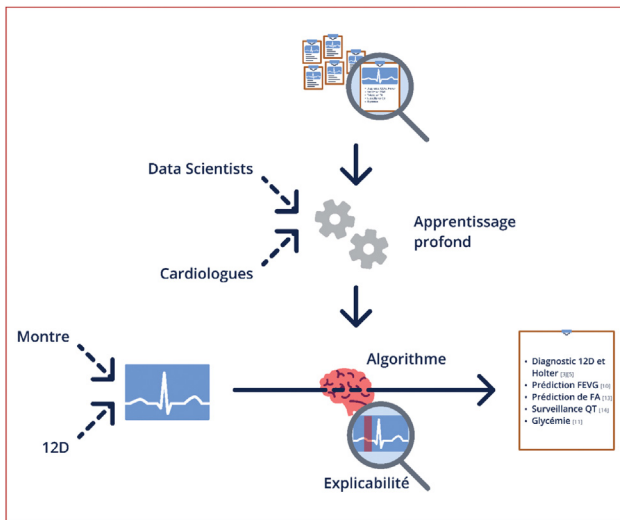 Data Scientists
Apprentissage
profond
Cardiologues
Montre
Algorithme
12D
Explicabilité
• Diagnostic 12D et
Holter [3][5]
• Prédiction FEVG [10]
• Prédiction de FA [13]
• Surveillance QT [14]
• Glycémie [11]